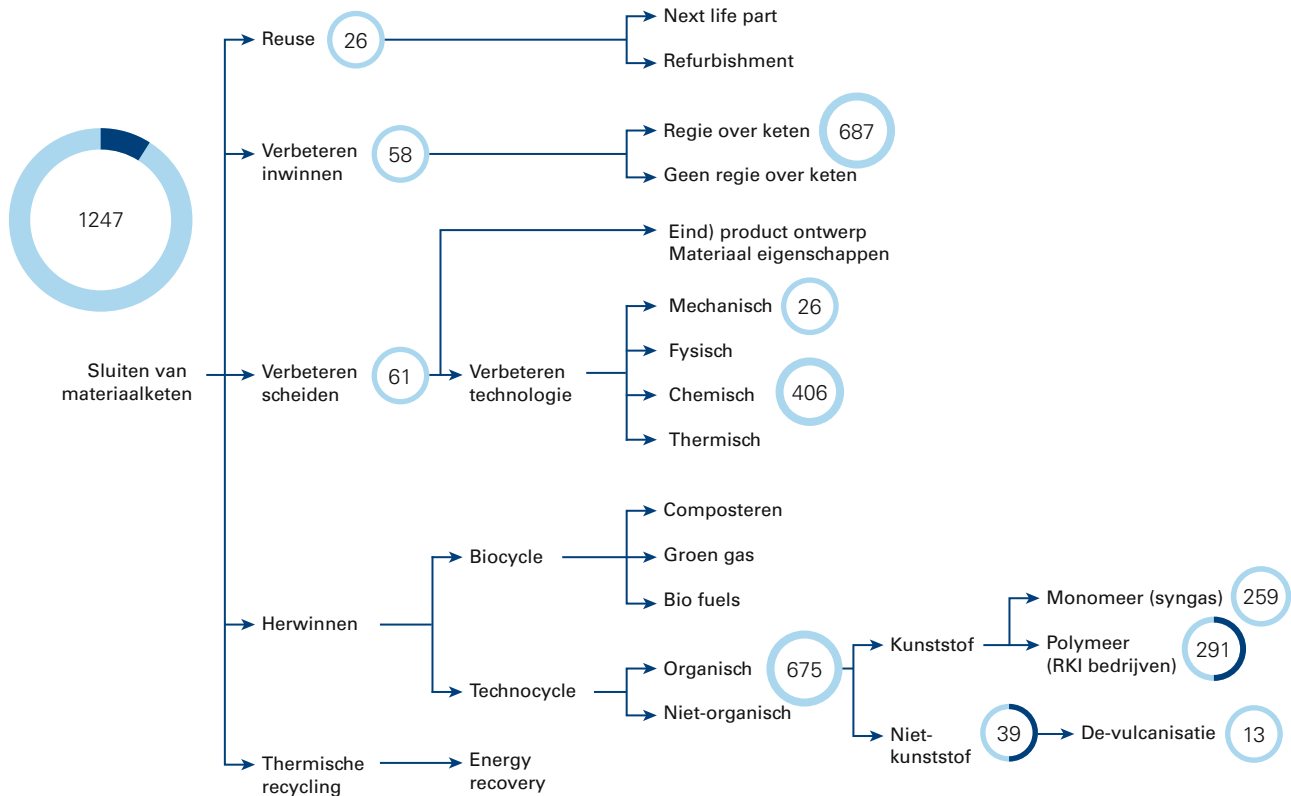 Next life part
Reuse
26
Refurbishment
Regie over keten
687
Verbeteren
inwinnen
58
Geen regie over keten
1247
Eind) product ontwerp
Materiaal eigenschappen
Mechanisch
26
Fysisch
Sluiten van
materiaalketen
Verbeteren
scheiden
61
Verbeteren
technologie
Chemisch
406
Thermisch
Composteren
Biocycle
Groen gas
Bio fuels
Monomeer (syngas)
259
Herwinnen
Kunststof
Polymeer
(RKI bedrijven)
291
Organisch
675
Technocycle
Niet-organisch
Niet-
kunststof
39
De-vulcanisatie
13
Thermische
recycling
Energy
recovery